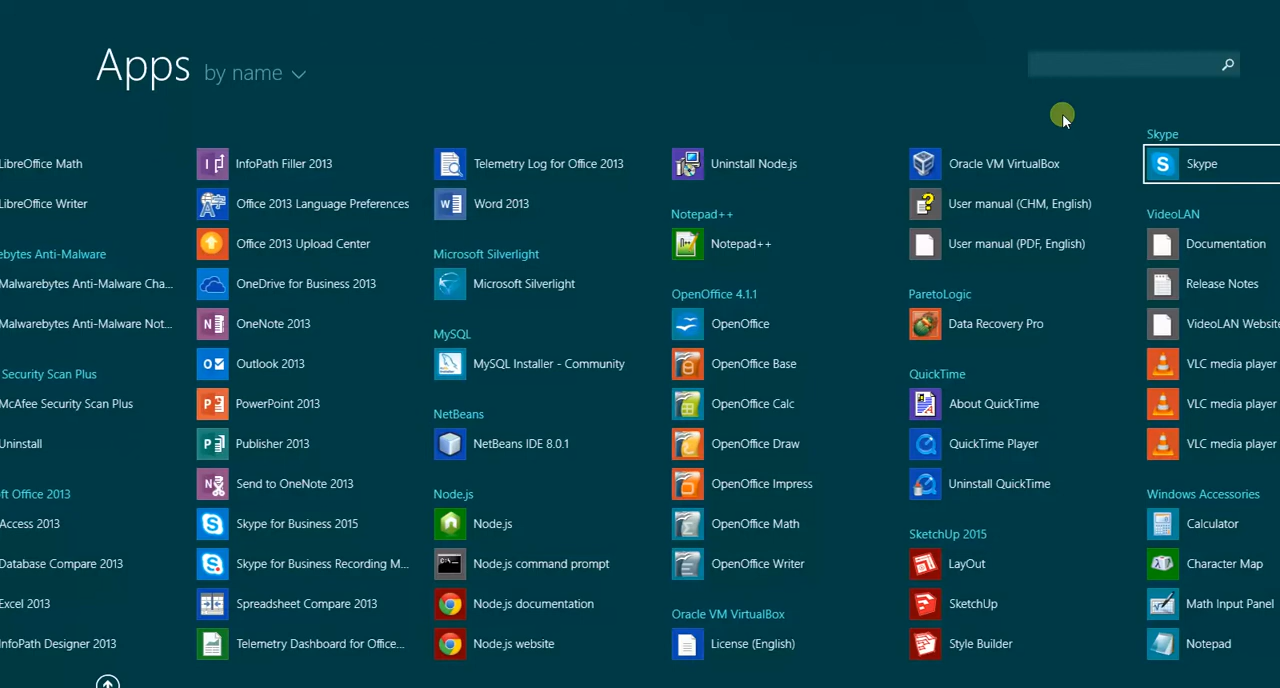 Apps by name
LibreOffice Math
LibreOffice Writer
ebytes Anti-Malware
Malwarebytes Anti-Malware Cha...
Malwarebytes Anti-Malware Not...
Security Scan Plus
McAfee Security Scan Plus
Uninstall
oft Office 2013
Access 2013
Database Compare 2013
Excel 2013
InfoPath Designer 2013
InfoPath Filler 2013
Office 2013 Language Preferences
Office 2013 Upload Center
OneDrive for Business 2013
OneNote 2013
Outlook 2013
PowerPoint 2013
Publisher 2013
Send to OneNote 2013
Skype for Business 2015
Skype for Business Recording M...
Spreadsheet Compare 2013
Telemetry Dashboard for Office...
Telemetry Log for Office 2013
Word 2013
Microsoft Silverlight
Microsoft Silverlight
MySQL
MySQL Installer - Community
NetBeans
NetBeans IDE 8.0.1
Node.js
Node.js
Node.js command prompt
Node.js documentation
Node.js website
Uninstall Node.js
Notepad++
Notepad++
OpenOffice 4.1.1
OpenOffice
OpenOffice Base
OpenOffice Calc
OpenOffice Draw
OpenOffice Impress
OpenOffice Math
OpenOffice Writer
Oracle VM VirtualBox
License (English)
Oracle VM VirtualBox
User manual (CHM, English)
User manual (PDF, English)
ParetoLogic
Data Recovery Pro
QuickTime
About QuickTime
QuickTime Player
Uninstall QuickTime
SketchUp 2015
LayOut
SketchUp
Style Builder
Skype
Skype
VideoLAN
Documentation
Release Notes
VideoLAN Website
VLC media player
VLC media player
VLC media player
Windows Accessories
Calculator
Character Map
Math Input Panel
Notepad